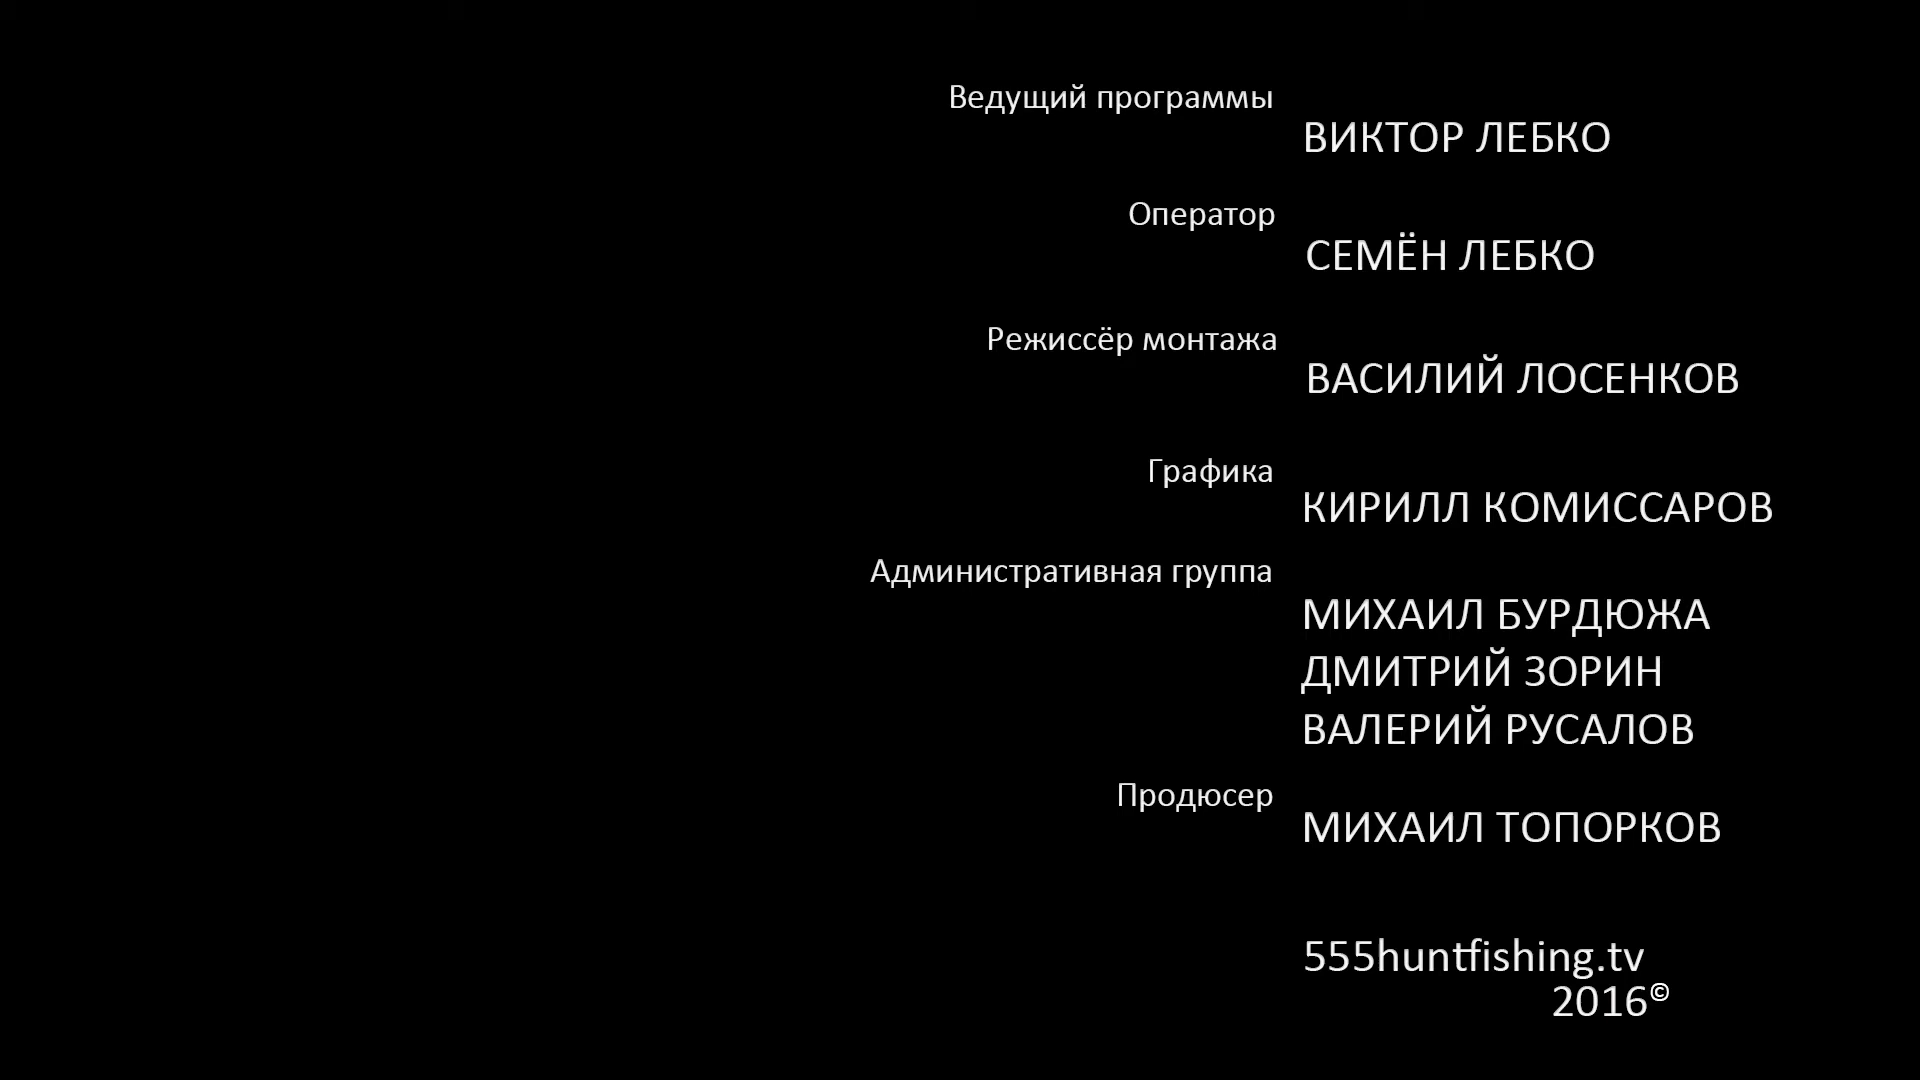 Ведущий программы
ВИКТОР ЛЕБКО
Оператор
СЕМЁН ЛЕБКО
Режиссёр монтажа
ВАСИЛИЙ ЛОСЕНКОВ
Графика
КИРИЛЛ КОМИССАРОВ
Административная группа
МИХАИЛ БУРДЮЖА
ДМИТРИЙ ЗОРИН
ВАЛЕРИЙ РУСАЛОВ
Продюсер
МИХАИЛ ТОПОРКОВ
555huntfishing.tv
2016©